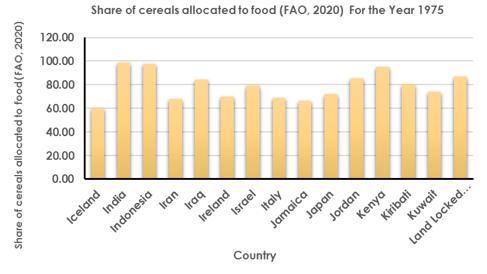 Share of cereals allocated to food (FAO, 2020)  For the Year 1975
Share of cereals allocated to food (FAO, 2020)
120.00
100.00
80.00
60.00
40.00
20.00
0.00
Iceland
India
Indonesia
Iran
Iraq
Ireland
Israel
Italy
Jamaica
Japan
Jordan
Kenya
Kiribati
Kuwait
Land Locked...
Country